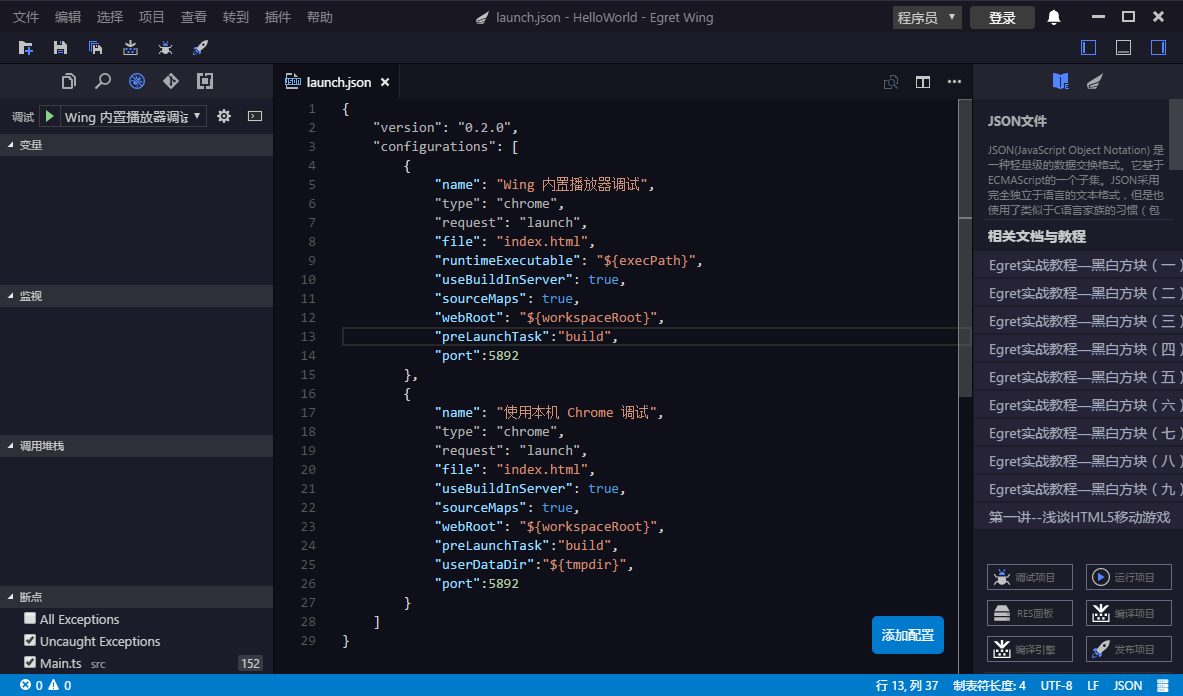 文件 编辑 选择 项目 查看 转到 插件 帮助
launch.json - HelloWorld - Egret Wing
程序员
登录
launch.json
调试 Wing 内置播放器调试
变量
监视
调用堆栈
断点
All Exceptions
Uncaught Exceptions
Main.ts src 152
1 {
2 "version": "0.2.0",
3 "configurations": [
4 {
5 "name": "Wing 内置播放器调试",
6 "type": "chrome",
7 "request": "launch",
8 "file": "index.html",
9 "runtimeExecutable": "${execPath}",
10 "useBuildInServer": true,
11 "sourceMaps": true,
12 "webRoot": "${workspaceRoot}",
13 "preLaunchTask":"build",
14 "port":5892
15 },
16 {
17 "name": "使用本机 Chrome 调试",
18 "type": "chrome",
19 "request": "launch",
20 "file": "index.html",
21 "useBuildInServer": true,
22 "sourceMaps": true,
23 "webRoot": "${workspaceRoot}",
24 "preLaunchTask":"build",
25 "userDataDir":"${tmpdir}",
26 "port":5892
27 }
28 ]
29 }
添加配置
JSON文件
JSON(JavaScript Object Notation) 是
一种轻量级的数据交换格式。它基于
ECMAScript的一个子集。JSON采用
完全独立于语言的文本格式，但是也
使用了类似于C语言家族的习惯（包
相关文档与教程
Egret实战教程—黑白方块（一）
Egret实战教程—黑白方块（二）
Egret实战教程—黑白方块（三）
Egret实战教程—黑白方块（四）
Egret实战教程—黑白方块（五）
Egret实战教程—黑白方块（六）
Egret实战教程—黑白方块（七）
Egret实战教程—黑白方块（八）
Egret实战教程—黑白方块（九）
第一讲--浅谈HTML5移动游戏
调试项目 运行项目
RES面板 编译项目
编译引擎 发布项目
0 0
行 13, 列 37 制表符长度: 4 UTF-8 LF JSON